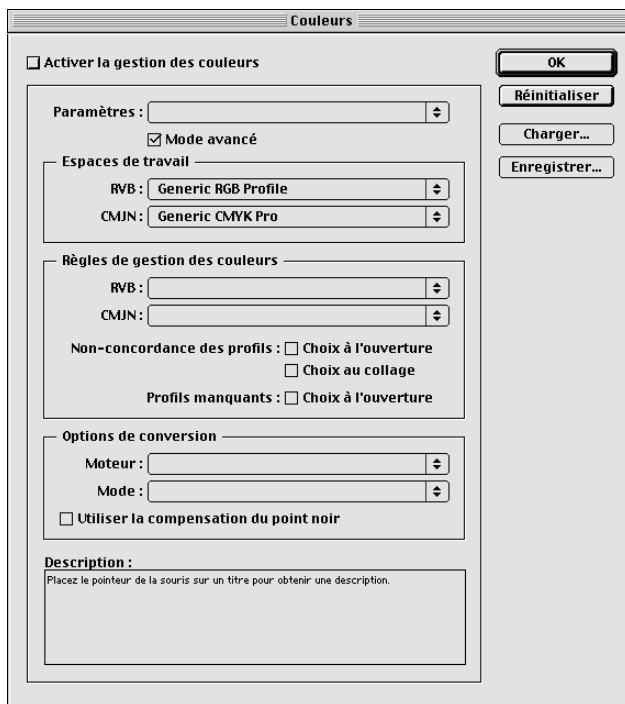 Couleurs
Activer la gestion des couleurs
OK
Réinitialiser
Charger...
Enregistrer...
Paramètres :
Mode avancé
Espaces de travail
RVB : Generic RGB Profile
CMJN : Generic CMYK Pro
Règles de gestion des couleurs
RVB :
CMJN :
Non-concordance des profils : Choix à l'ouverture
Choix au collage
Profils manquants : Choix à l'ouverture
Options de conversion
Moteur :
Mode :
Utiliser la compensation du point noir
Description :
Placez le pointeur de la souris sur un titre pour obtenir une description.